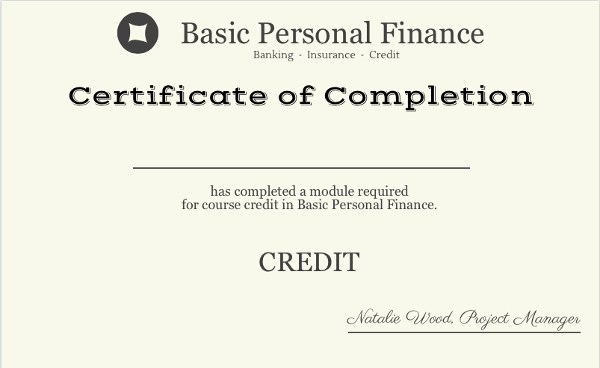 Basic Personal Finance
Banking - Insurance - Credit
Certificate of Completion
has completed a module required
for course credit in Basic Personal Finance.
CREDIT
Natalie Wood, Project Manager